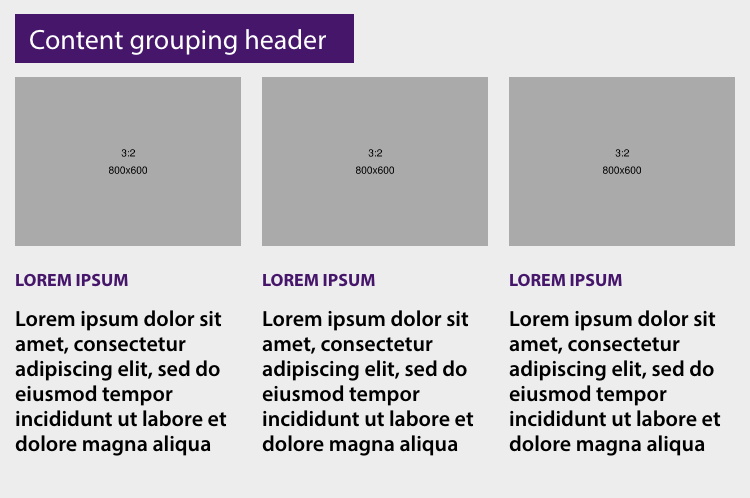 Content grouping header
3:2
800x600
3:2
800x600
3:2
800x600
LOREM IPSUM
Lorem ipsum dolor sit
amet, consectetur
adipiscing elit, sed do
eiusmod tempor
incididunt ut labore et
dolore magna aliqua
LOREM IPSUM
Lorem ipsum dolor sit
amet, consectetur
adipiscing elit, sed do
eiusmod tempor
incididunt ut labore et
dolore magna aliqua
LOREM IPSUM
Lorem ipsum dolor sit
amet, consectetur
adipiscing elit, sed do
eiusmod tempor
incididunt ut labore et
dolore magna aliqua